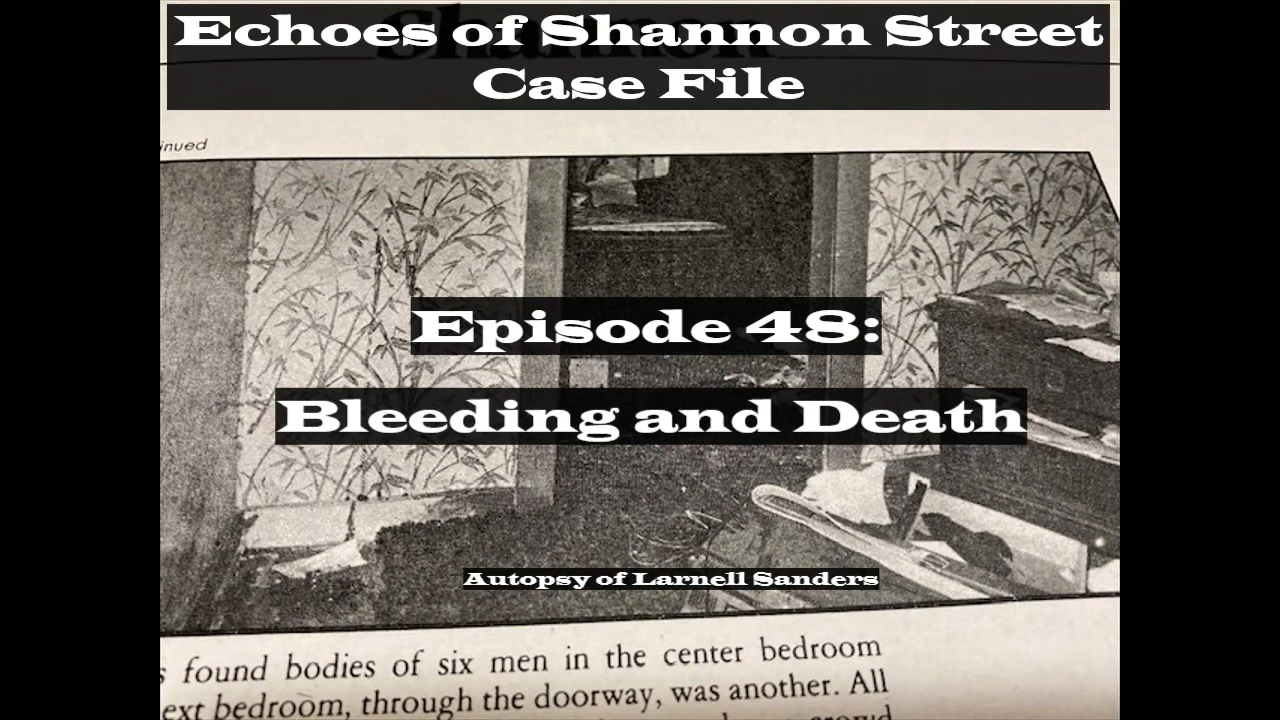 Echoes of Shannon Street
Case File
inued
Episode 48:
Bleeding and Death
Autopsy of Larnell Sanders
found bodies of six men in the center bedroom
ext bedroom, through the doorway, was another. All
crowd